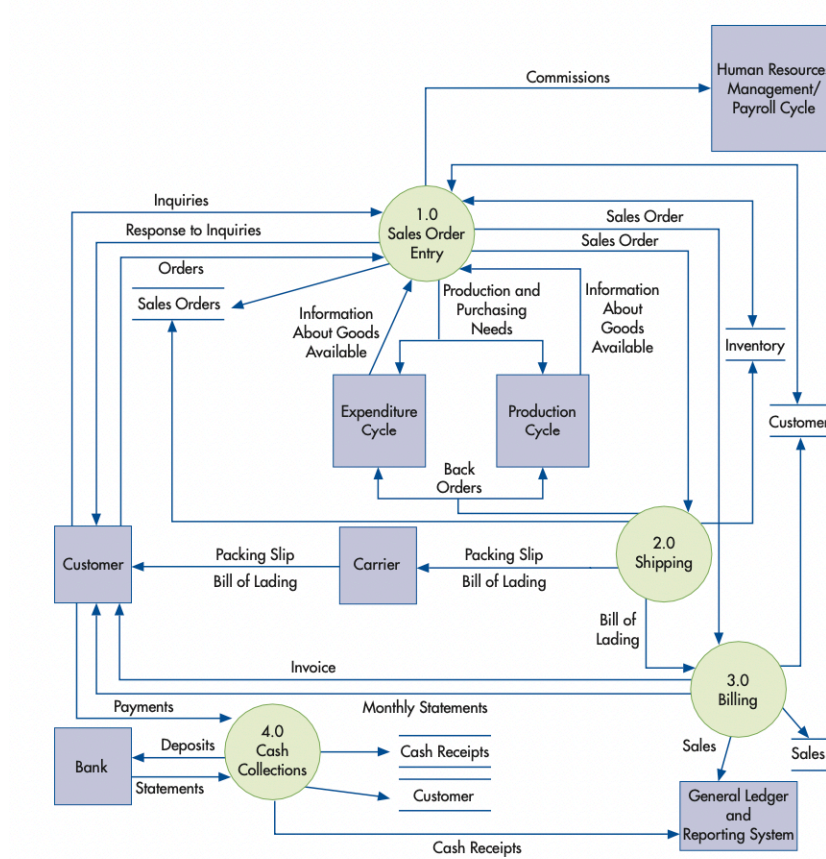 Commissions
Human Resource
Management/
Payroll Cycle
Inquiries
1.0
Sales Order
Entry
Sales Order
Response to Inquiries
Sales Order
Orders
Sales Orders
Information
About Goods
Available
Production and
Purchasing
Needs
Information
About
Goods
Available
Inventory
Expenditure
Cycle
Production
Cycle
Customer
Back
Orders
Customer
Packing Slip
Bill of Lading
Carrier
Packing Slip
Bill of Lading
2.0
Shipping
Bill of
Lading
Invoice
3.0
Billing
Payments
Monthly Statements
4.0
Cash
Collections
Bank
Deposits
Statements
Cash Receipts
Customer
Sales
Sales
General Ledger
and
Reporting System
Cash Receipts